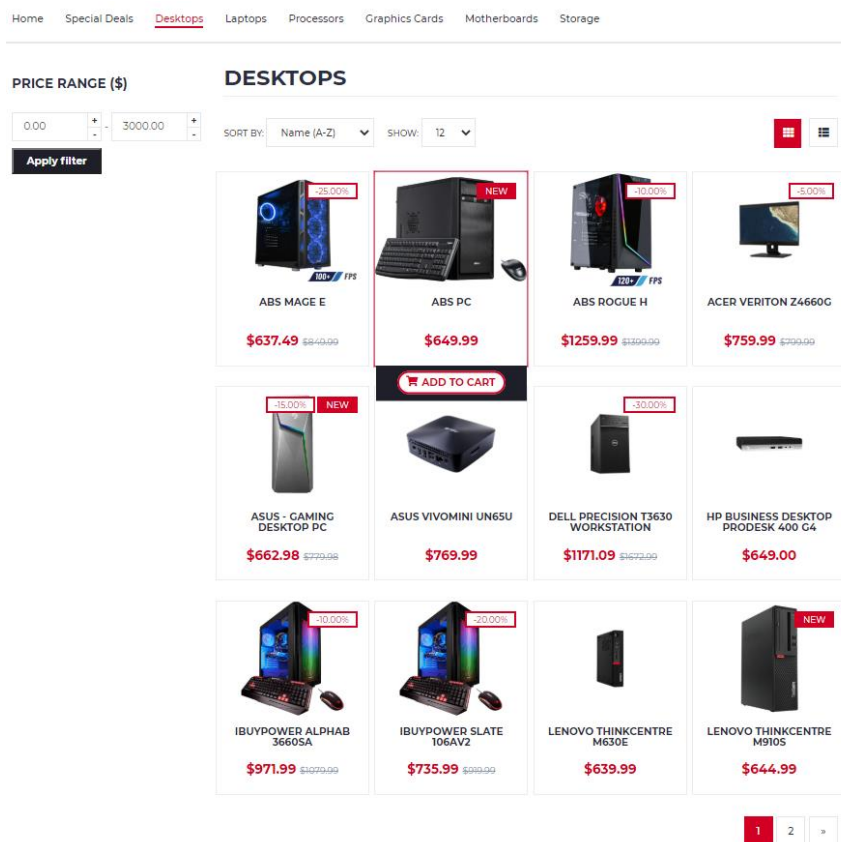 Home Special Deals Desktops Laptops Processors Graphics Cards Motherboards Storage
PRICE RANGE ($)
0.00 + - - 3000.00 + -
Apply filter
DESKTOPS
SORT BY: Name (A-Z) SHOW: 12
-25.00%
100+ FPS
ABS MAGE E
$637.49 $849.99
NEW
ABS PC
$649.99
ADD TO CART
-10.00%
120+ FPS
ABS ROGUE H
$1259.99 $1399.99
-5.00%
ACER VERITON Z4660G
$759.99 $799.99
-15.00% NEW
ASUS - GAMING
DESKTOP PC
$662.98 $779.98
ASUS VIVOMINI UN65U
$769.99
-30.00%
DELL PRECISION T3630
WORKSTATION
$1171.09 $1672.99
HP BUSINESS DESKTOP
PRODESK 400 G4
$649.00
-10.00%
IBUYPOWER ALPHAB
3660SA
$971.99 $1079.99
-20.00%
IBUYPOWER SLATE
106AV2
$735.99 $919.99
LENOVO THINKCENTRE
M630E
$639.99
NEW
LENOVO THINKCENTRE
M910S
$644.99
1 2 »